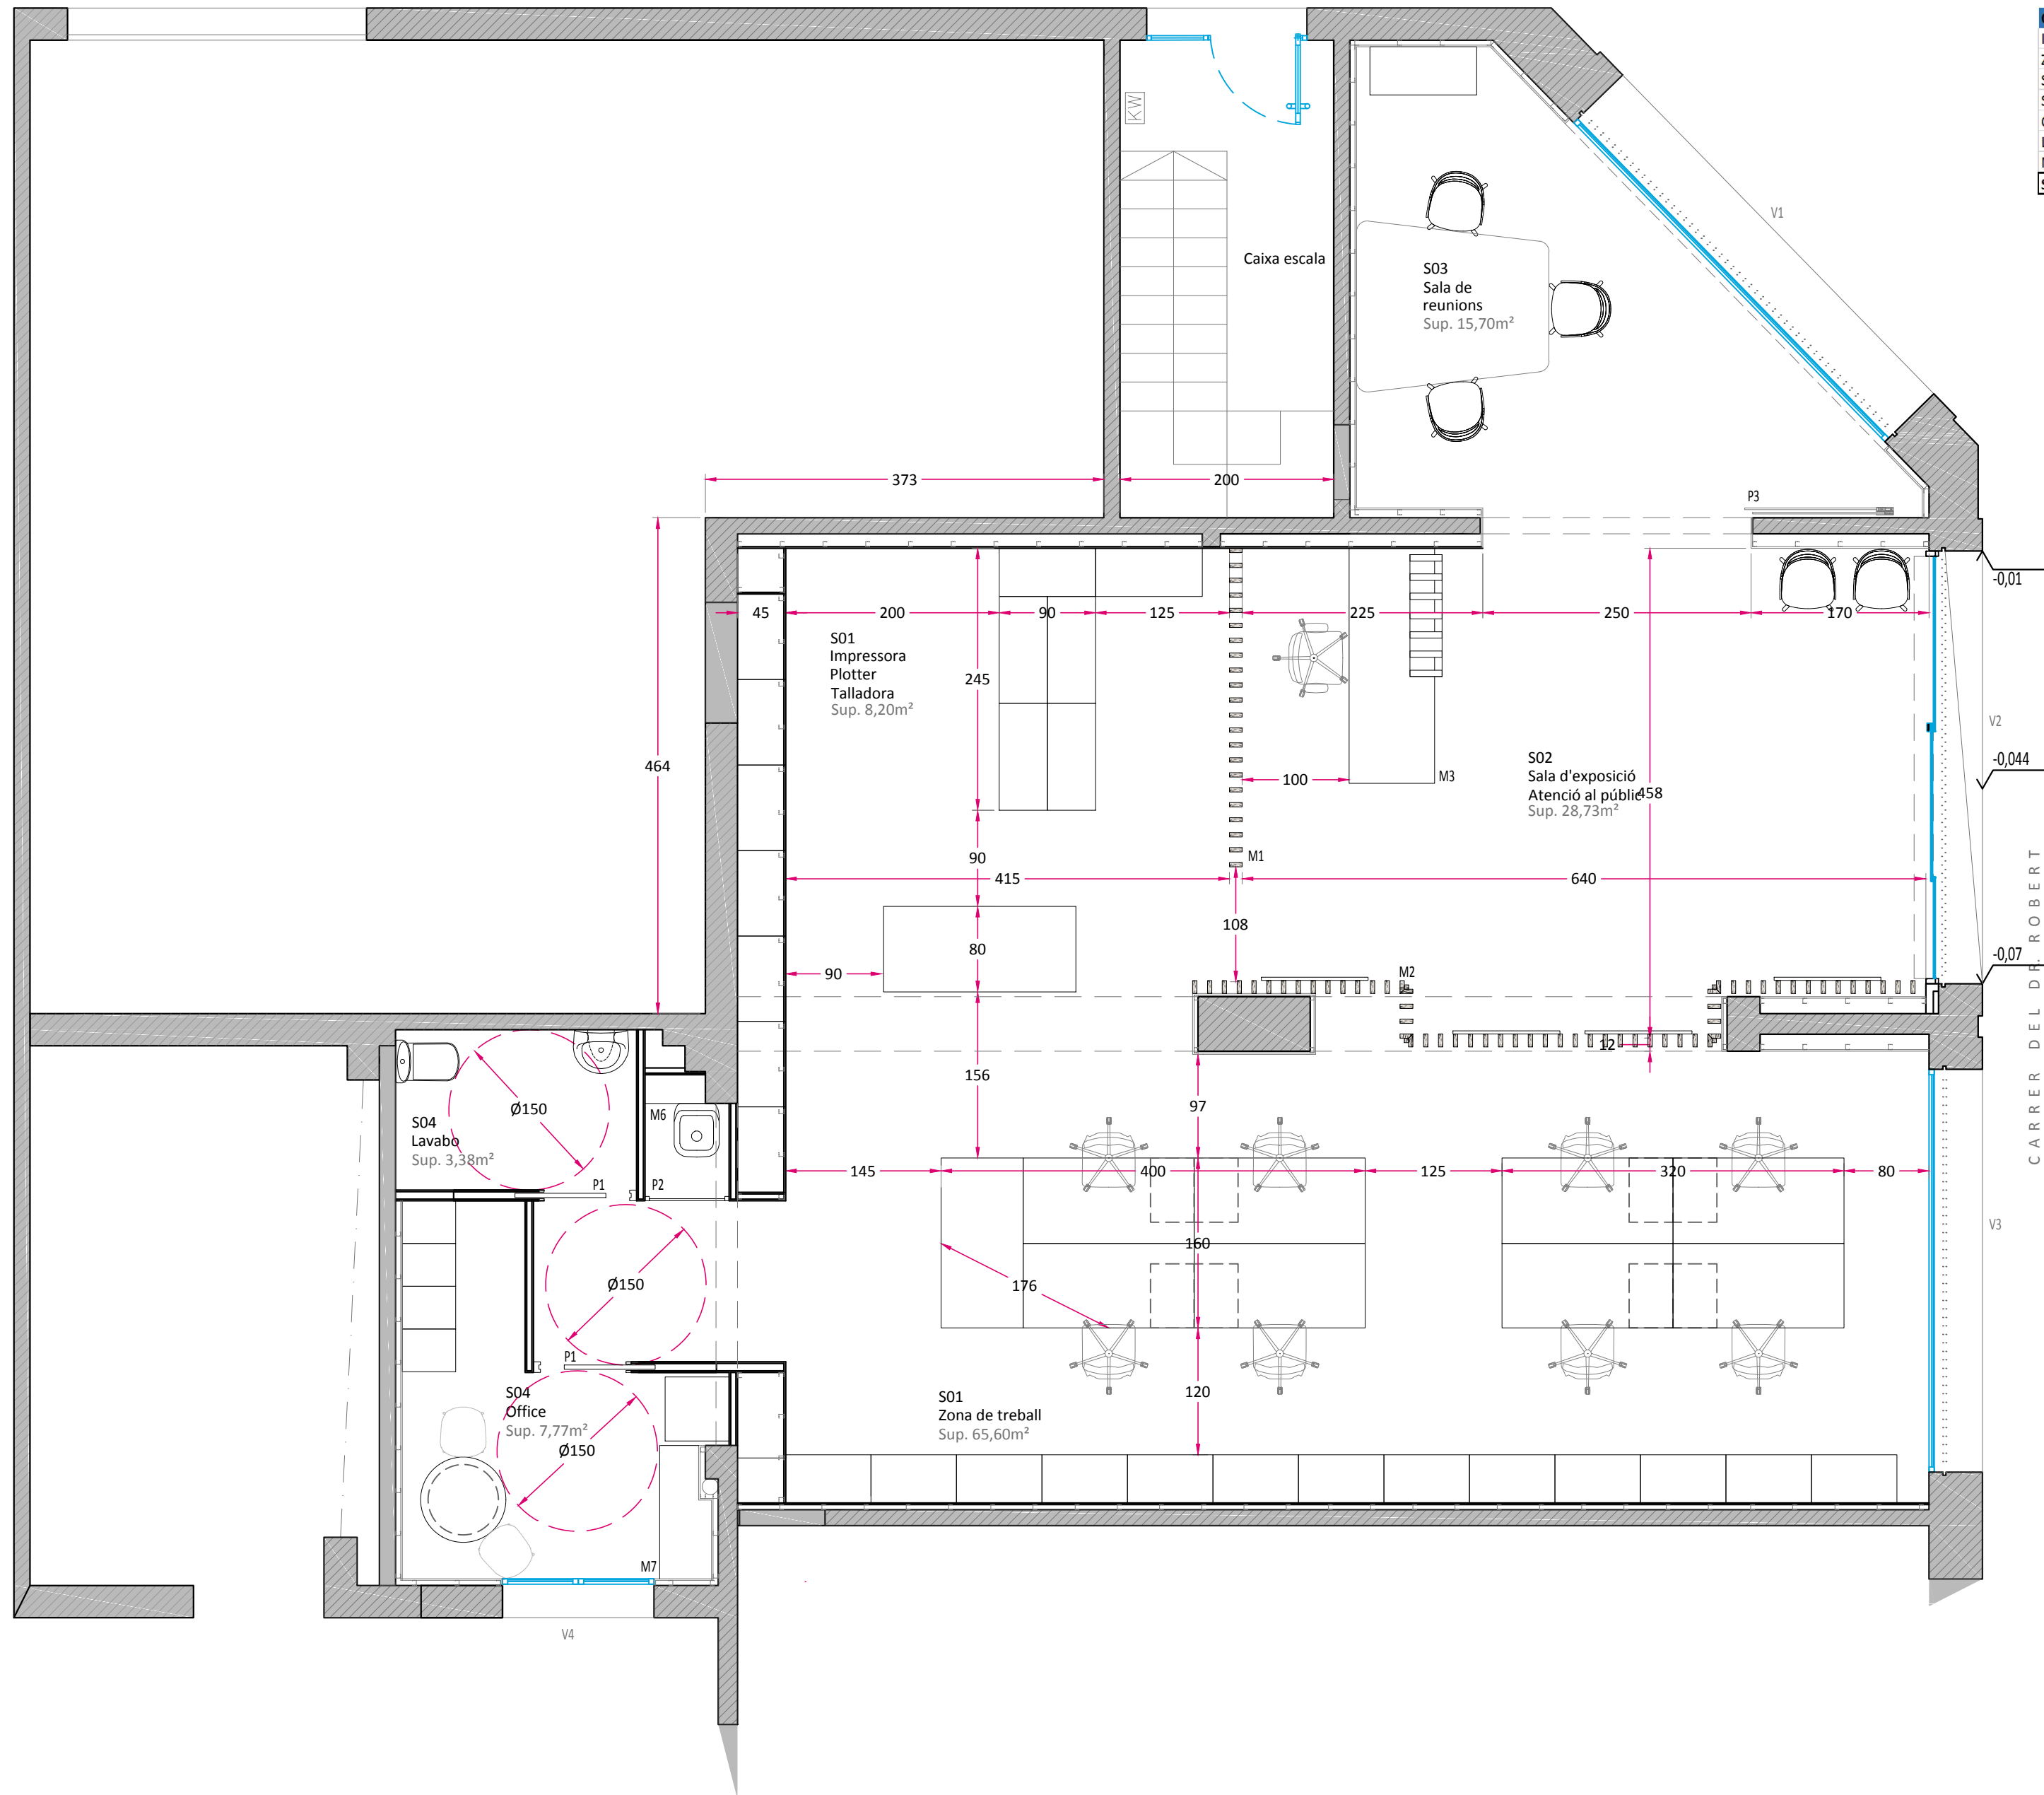 KW
V1
Caixa escala
S03
Sala de
reunions
Sup. 15,70m²
373
200
P3
-0,01
45
200
90
125
225
250
170
S01
Impressora
Plotter
Talladora
Sup. 8,20m²
245
V2
464
100
M3
S02
Sala d'exposició
Atenció al públic
Sup. 28,73m²
458
-0,044
90
M1
415
640
108
80
90
M2
-0,07
CARRER DEL DR. ROBERT
12
156
97
Ø150
M6
S04
Lavabo
Sup. 3,38m²
P1
P2
145
400
125
320
80
V3
160
Ø150
176
P1
120
S04
Office
Sup. 7,77m²
Ø150
S01
Zona de treball
Sup. 65,60m²
M7
V4